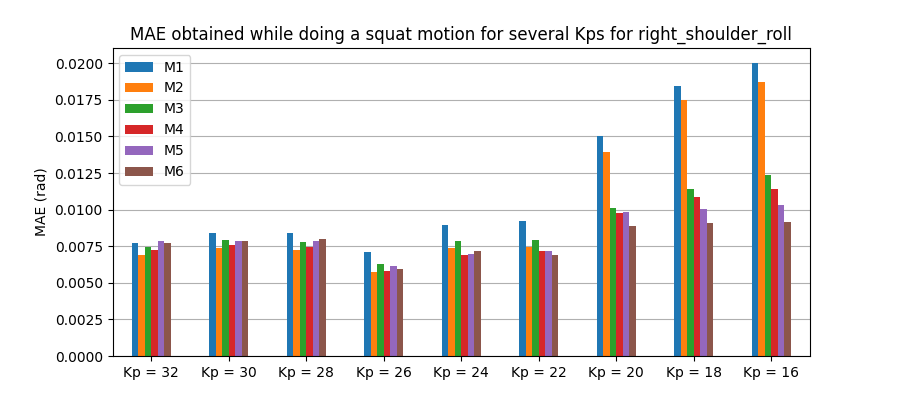 MAE obtained while doing a squat motion for several Kps for right_shoulder_roll
MAE (rad)
0.0200
0.0175
0.0150
0.0125
0.0100
0.0075
0.0050
0.0025
0.0000
M1
M2
M3
M4
M5
M6
Kp = 32 Kp = 30 Kp = 28 Kp = 26 Kp = 24 Kp = 22 Kp = 20 Kp = 18 Kp = 16